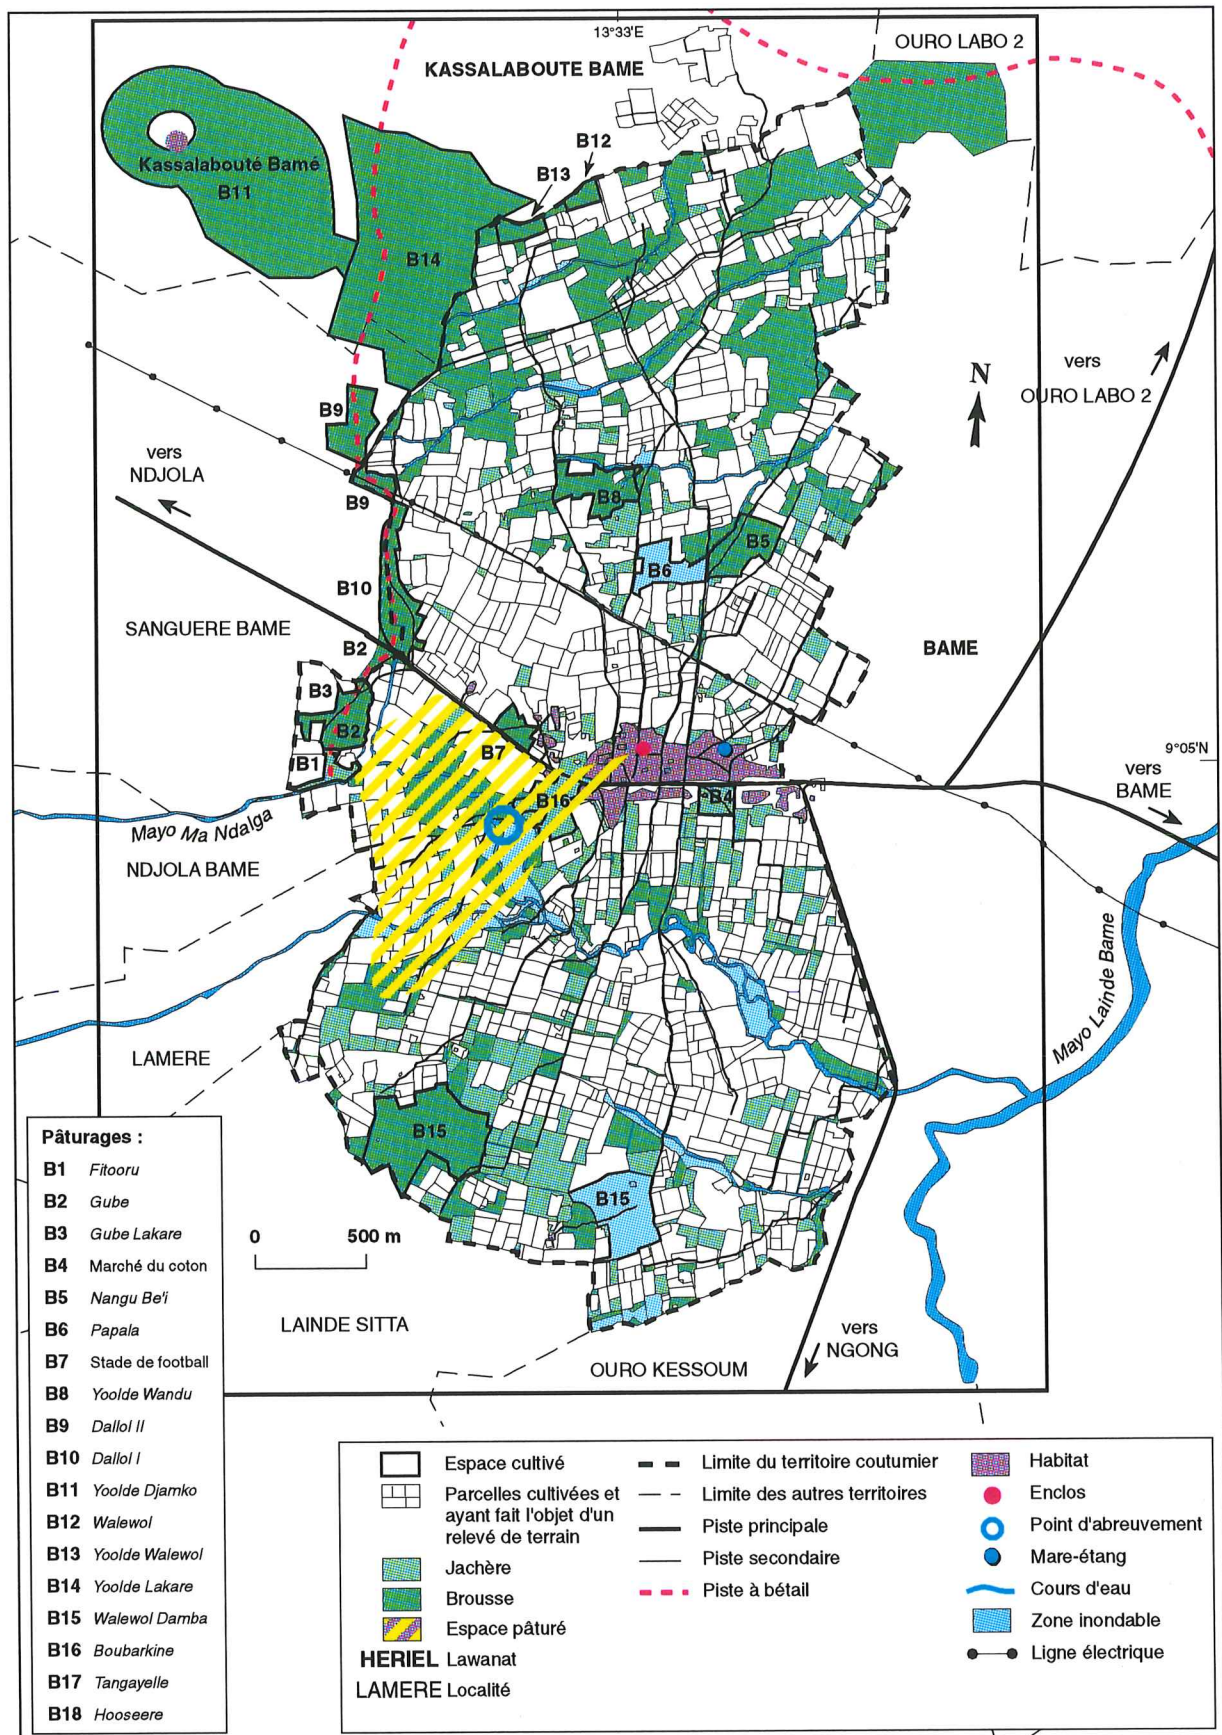 13°33'E
OURO LABO 2
KASSALABOUTE BAME
B12
B13
Kassalabouté Bamé
B11
B14
N
vers
OURO LABO 2
B9
vers
NDJOLA
B9
B8
B5
B6
B10
SANGUERE BAME
B2
BAME
B3
B2
B7
B1
9°05'N
vers
BAME
B16
B4
Mayo Ma Ndalga
NDJOLA BAME
Mayo Lainde Bame
LAMERE
B15
B15
0 500 m
LAINDE SITTA
OURO KESSOUM
vers
NGONG
Pâturages :
B1 Fitooru
B2 Gube
B3 Gube Lakare
B4 Marché du coton
B5 Nangu Be'i
B6 Papala
B7 Stade de football
B8 Yoolde Wandu
B9 Dallol II
B10 Dallol I
B11 Yoolde Djamko
B12 Walewol
B13 Yoolde Walewol
B14 Yoolde Lakare
B15 Walewol Damba
B16 Boubarkine
B17 Tangayelle
B18 Hooseere
Espace cultivé
Parcelles cultivées et
ayant fait l'objet d'un
relevé de terrain
Jachère
Brousse
Espace pâturé
HERIEL Lawanat
LAMERE Localité
Limite du territoire coutumier
Limite des autres territoires
Piste principale
Piste secondaire
Piste à bétail
Habitat
Enclos
Point d'abreuvement
Mare-étang
Cours d'eau
Zone inondable
Ligne électrique